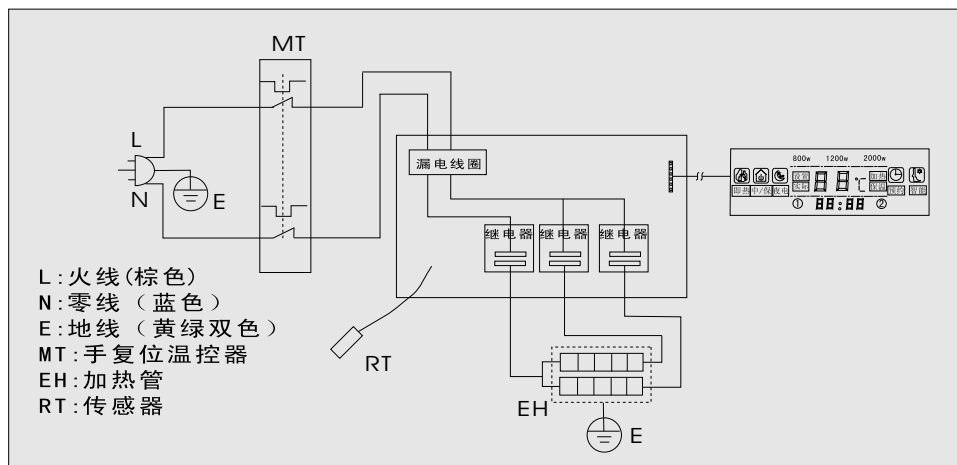 MT
L
N
E
漏电线圈
继电器 继电器 继电器
800w 1200w 2000w
设置 加热
实际 ℃ 保温
即热 中/保 夜电 预约 智能
① 88:88 ②
88
L:火线(棕色)
N:零线（蓝色）
E:地线（黄绿双色）
MT:手复位温控器
EH:加热管
RT:传感器
RT
EH
E